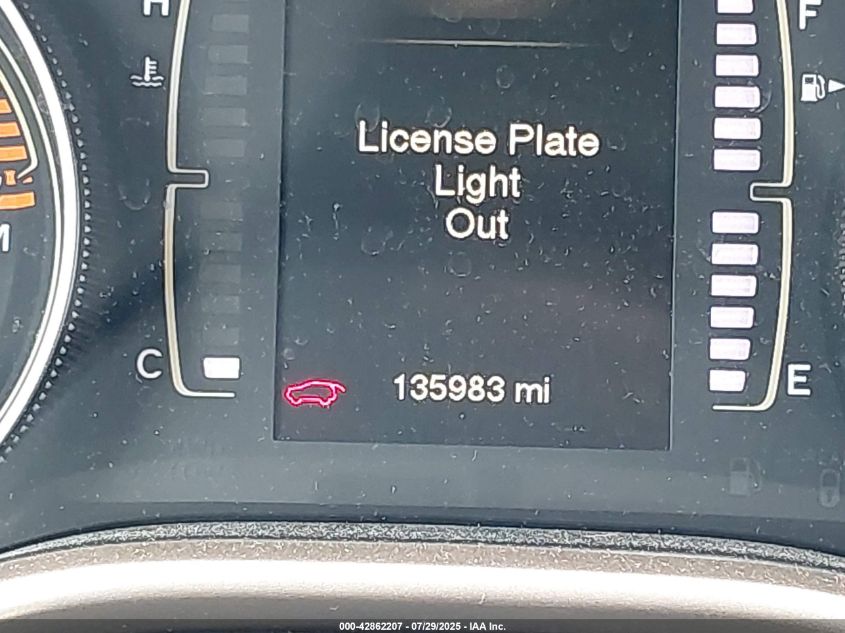 H
F
License Plate
Light
Out
M
C
135983 mi
E
000-42862207 - 07/29/2025 - IAA Inc.